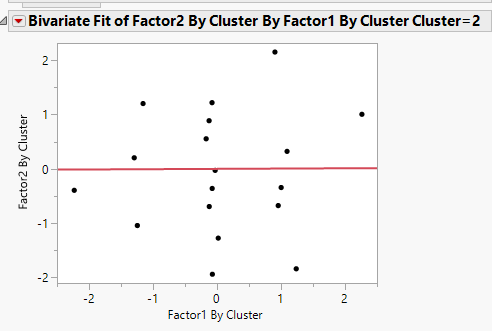 Bivariate Fit of Factor2 By Cluster By Factor1 By Cluster Cluster=2
2
1
0
-1
-2
Factor2 By Cluster
-2 -1 0 1 2
Factor1 By Cluster